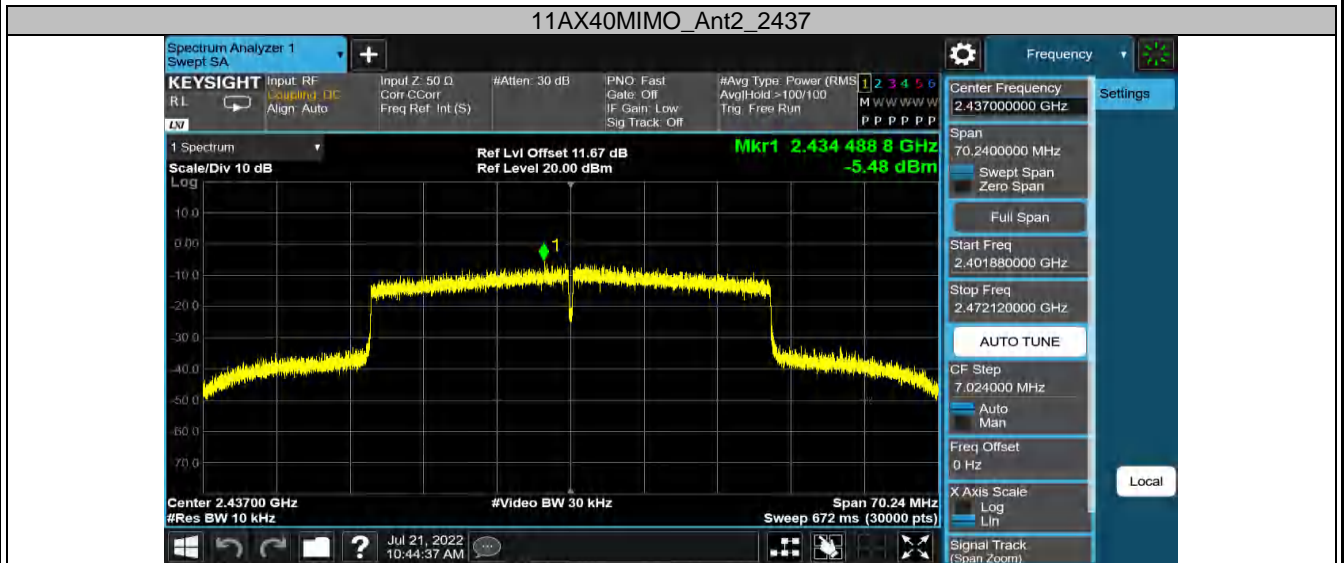 11AX40MIMO_Ant2_2437
Spectrum Analyzer 1
Swept SA
+
Frequency
KEYSIGHT
RL
LXI
Input: RF
Coupling: DC
Align: Auto
Input Z: 50 Ω
Corr CCorr
Freq Ref: Int (S)
#Atten: 30 dB
PNO: Fast
Gate: Off
IF Gain: Low
Sig Track: Off
#Avg Type: Power (RMS
Avg|Hold >100/100
Trig: Free Run
1 2 3 4 5 6
M W W W W W
P P P P P P
1 Spectrum
Scale/Div 10 dB
Log
Ref Lvl Offset 11.67 dB
Ref Level 20.00 dBm
Mkr1 2.434 488 8 GHz
-5.48 dBm
10.0
0.00
-10.0
-20.0
-30.0
-40.0
-50.0
-60.0
-70.0
1
Center 2.43700 GHz
#Res BW 10 kHz
#Video BW 30 kHz
Span 70.24 MHz
Sweep 672 ms (30000 pts)
?
Jul 21, 2022
10:44:37 AM
Center Frequency
2.437000000 GHz
Span
70.2400000 MHz
Swept Span
Zero Span
Full Span
Start Freq
2.401880000 GHz
Stop Freq
2.472120000 GHz
AUTO TUNE
CF Step
7.024000 MHz
Auto
Man
Freq Offset
0 Hz
X Axis Scale
Log
Lin
Signal Track
(Span Zoom)
Settings
Local